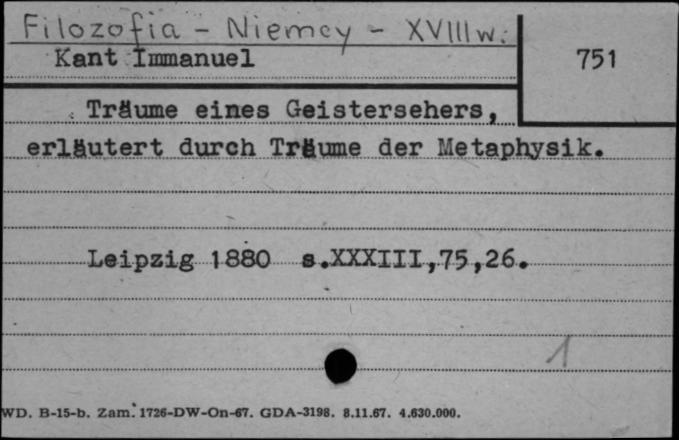 Filozofia - Niemcy - XVIII w.
Kant Immanuel
751
Träume eines Geistersehers,
erläutert durch Träume der Metaphysik.
Leipzig 1880 s.XXXIII,75,26.
1
WD. B-15-b. Zam. 1726-DW-On-67. GDA-3198. 8.11.67. 4.630.000.